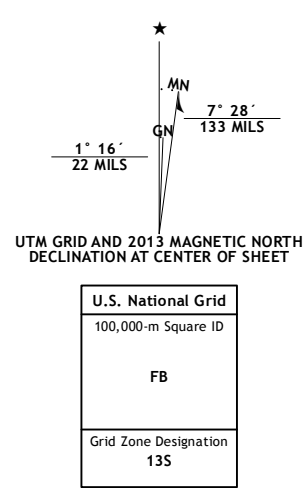 MN
GN
7° 28´
133 MILS
1° 16´
22 MILS
UTM GRID AND 2013 MAGNETIC NORTH
DECLINATION AT CENTER OF SHEET
U.S. National Grid
100,000-m Square ID
FB
Grid Zone Designation
13S